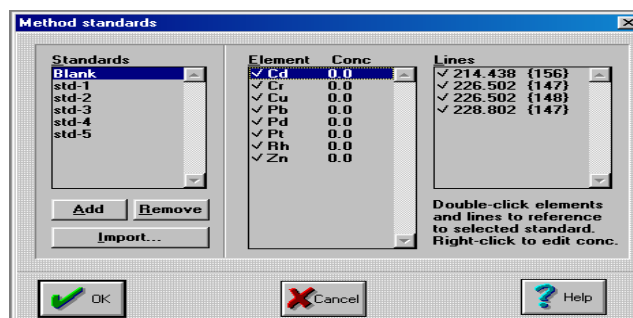 Method standards
Standards
Blank
std-1
std-2
std-3
std-4
std-5
Add Remove
Import...
Element Conc
✓ Cd 0.0
✓ Cr 0.0
✓ Cu 0.0
✓ Pb 0.0
✓ Pd 0.0
✓ Pt 0.0
✓ Rh 0.0
✓ Zn 0.0
Lines
✓ 214.438 {156}
✓ 226.502 {147}
✓ 226.502 {148}
✓ 228.802 {147}
Double-click elements
and lines to reference
to selected standard.
Right-click to edit conc.
OK
Cancel
Help